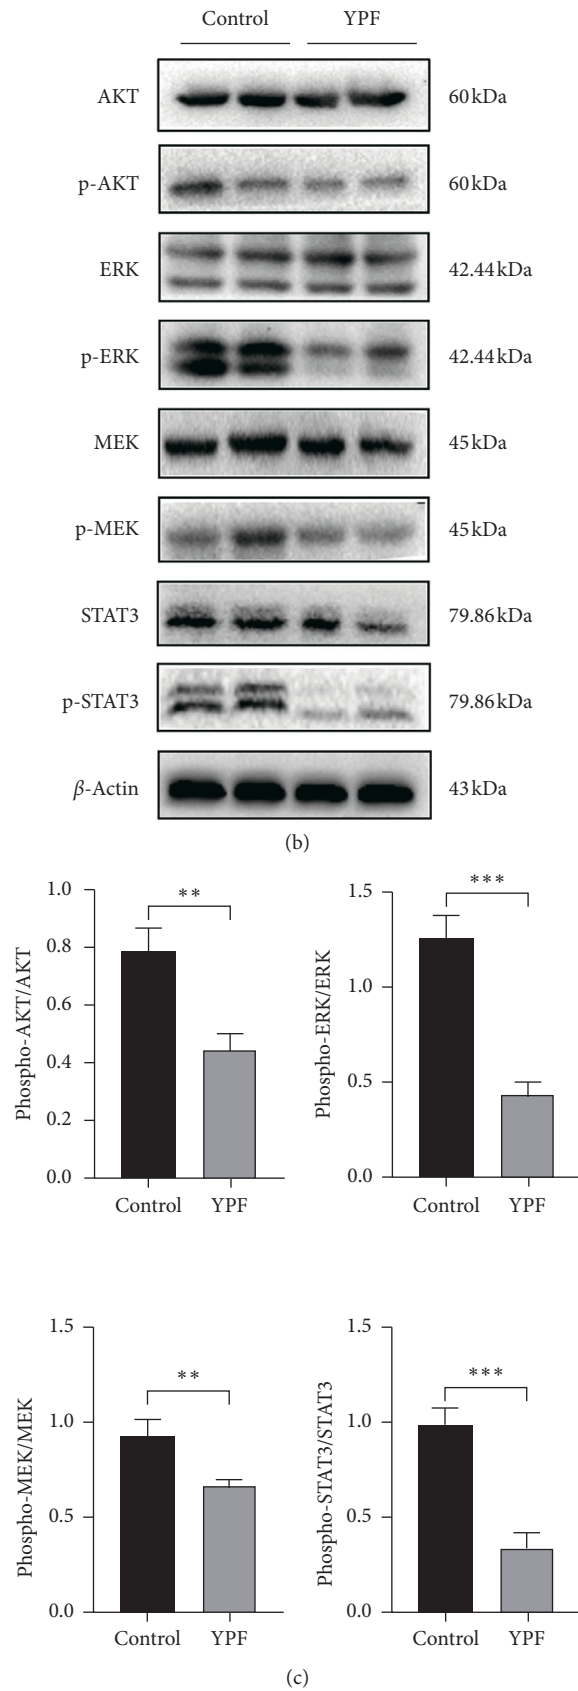 Control YPF
AKT 60 kDa
p-AKT 60 kDa
ERK 42.44 kDa
p-ERK 42.44 kDa
MEK 45 kDa
p-MEK 45 kDa
STAT3 79.86 kDa
p-STAT3 79.86 kDa
β-Actin 43 kDa
(b)
Phospho-AKT/AKT
1.0
0.8
0.6
0.4
0.2
0.0
**
Control YPF
Phospho-ERK/ERK
1.5
1.0
0.5
0.0
***
Control YPF
Phospho-MEK/MEK
1.5
1.0
0.5
0.0
**
Control YPF
Phospho-STAT3/STAT3
1.5
1.0
0.5
0.0
***
Control YPF
(c)